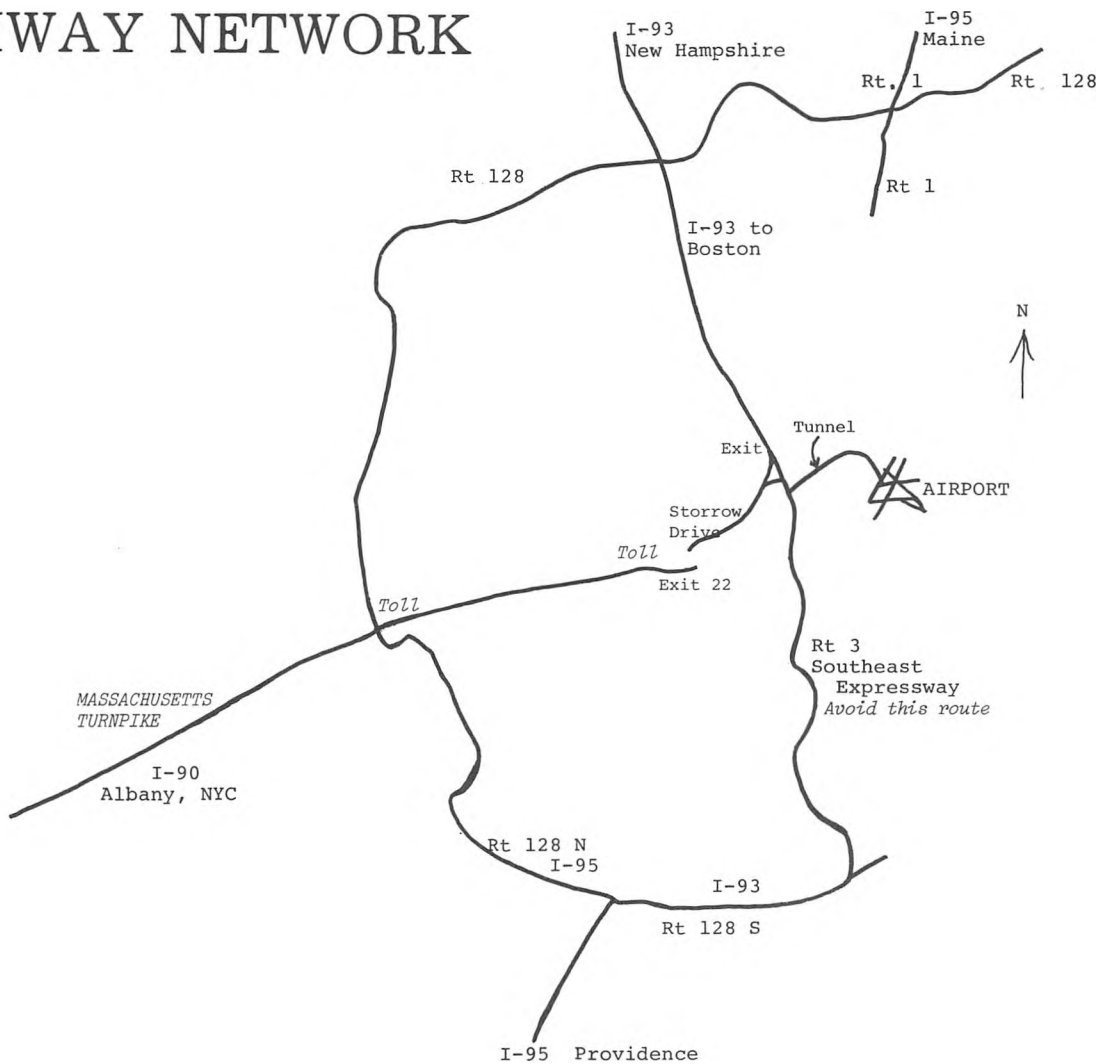 WAY NETWORK
I-93
New Hampshire
I-95
Maine
Rt. 1
Rt. 128
Rt 128
Rt 1
I-93 to
Boston
N
Tunnel
Exit
AIRPORT
Storrow
Drive
Toll
Exit 22
Toll
Rt 3
Southeast
Expressway
Avoid this route
MASSACHUSETTS
TURNPIKE
I-90
Albany, NYC
Rt 128 N
I-95
I-93
Rt 128 S
I-95 Providence